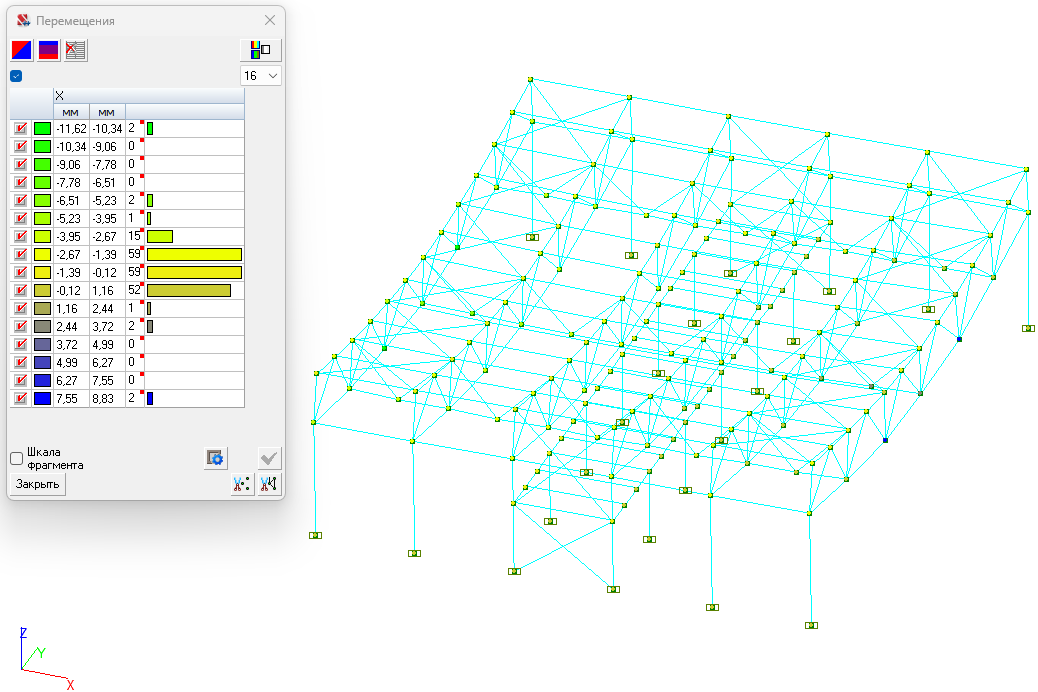 Перемещения
16
X
мм мм
-11,62 -10,34 2
-10,34 -9,06 0
-9,06 -7,78 0
-7,78 -6,51 0
-6,51 -5,23 2
-5,23 -3,95 1
-3,95 -2,67 15
-2,67 -1,39 59
-1,39 -0,12 59
-0,12 1,16 52
1,16 2,44 1
2,44 3,72 2
3,72 4,99 0
4,99 6,27 0
6,27 7,55 0
7,55 8,83 2
Шкала
фрагмента
Закрыть
Z
Y
X